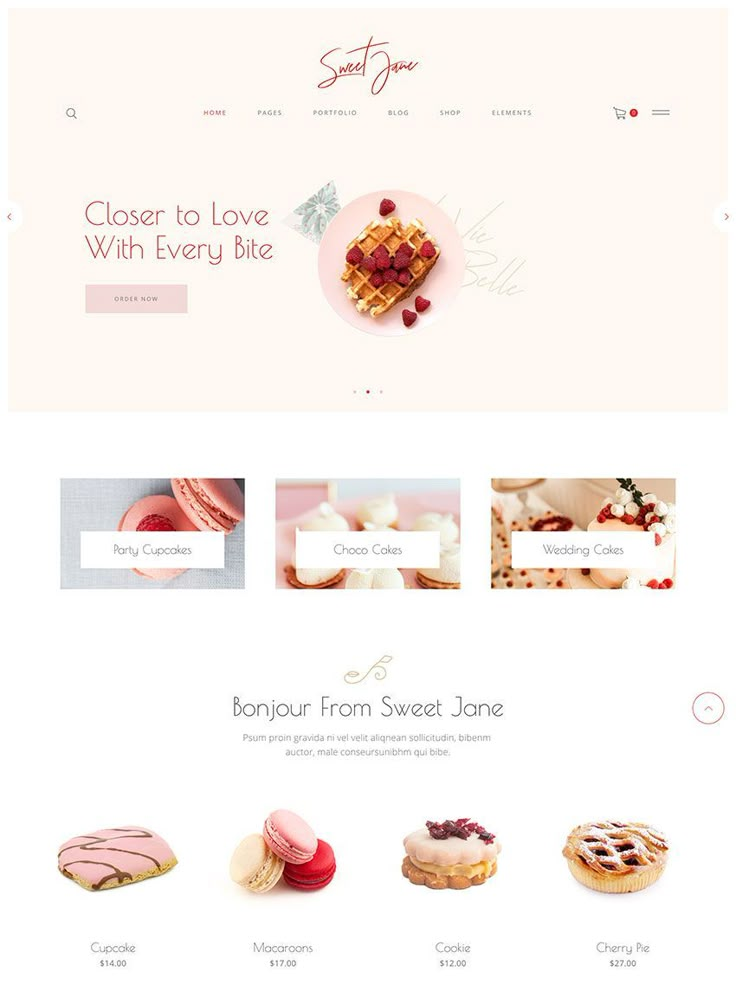 Sweet Jane
HOME PAGES PORTFOLIO BLOG SHOP ELEMENTS
0
Closer to Love
With Every Bite
ORDER NOW
La Vie
Belle
Party Cupcakes
Choco Cakes
Wedding Cakes
Bonjour From Sweet Jane
Psum proin gravida ni vel velit aliqnean sollicitudin, bibenm
auctor, male conseursunibhm qui bibe.
Cupcake
$14.00
Macaroons
$17.00
Cookie
$12.00
Cherry Pie
$27.00